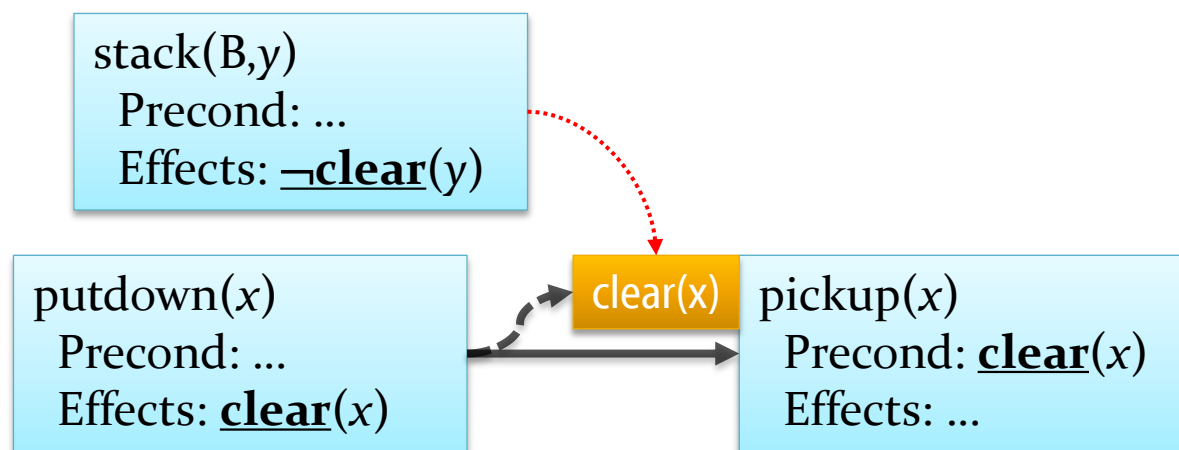 stack(B,y)
Precond: ...
Effects: ¬clear(y)
putdown(x)
Precond: ...
Effects: clear(x)
clear(x)
pickup(x)
Precond: clear(x)
Effects: ...